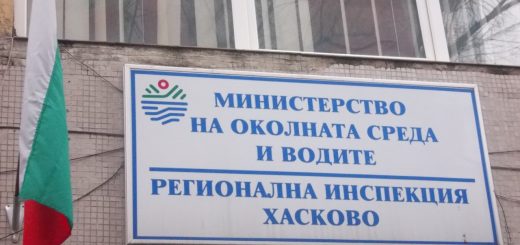 МИНИСТЕРСТВО
НА ОКОЛНАТА СРЕДА
И ВОДИТЕ
РЕГИОНАЛНА ИНСПЕКЦИЯ
ХАСКОВО